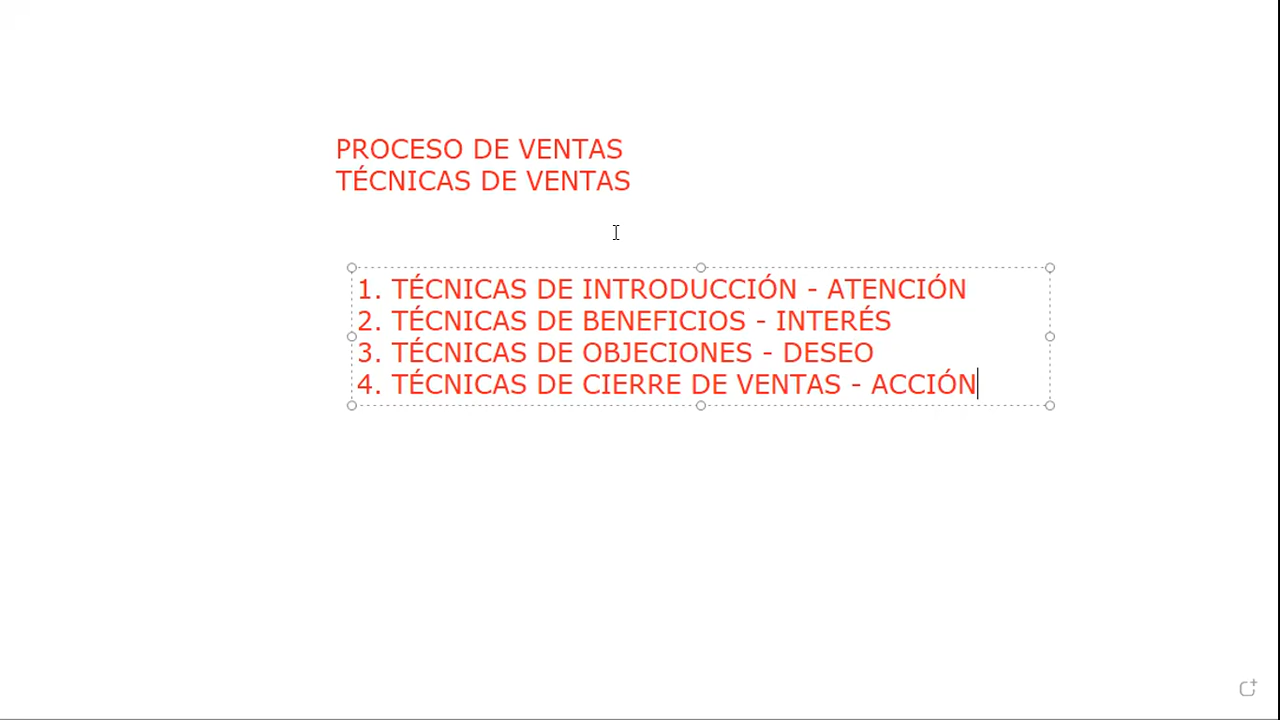 PROCESO DE VENTAS
TÉCNICAS DE VENTAS
1. TÉCNICAS DE INTRODUCCIÓN - ATENCIÓN
2. TÉCNICAS DE BENEFICIOS - INTERÉS
3. TÉCNICAS DE OBJECIONES - DESEO
4. TÉCNICAS DE CIERRE DE VENTAS - ACCIÓN